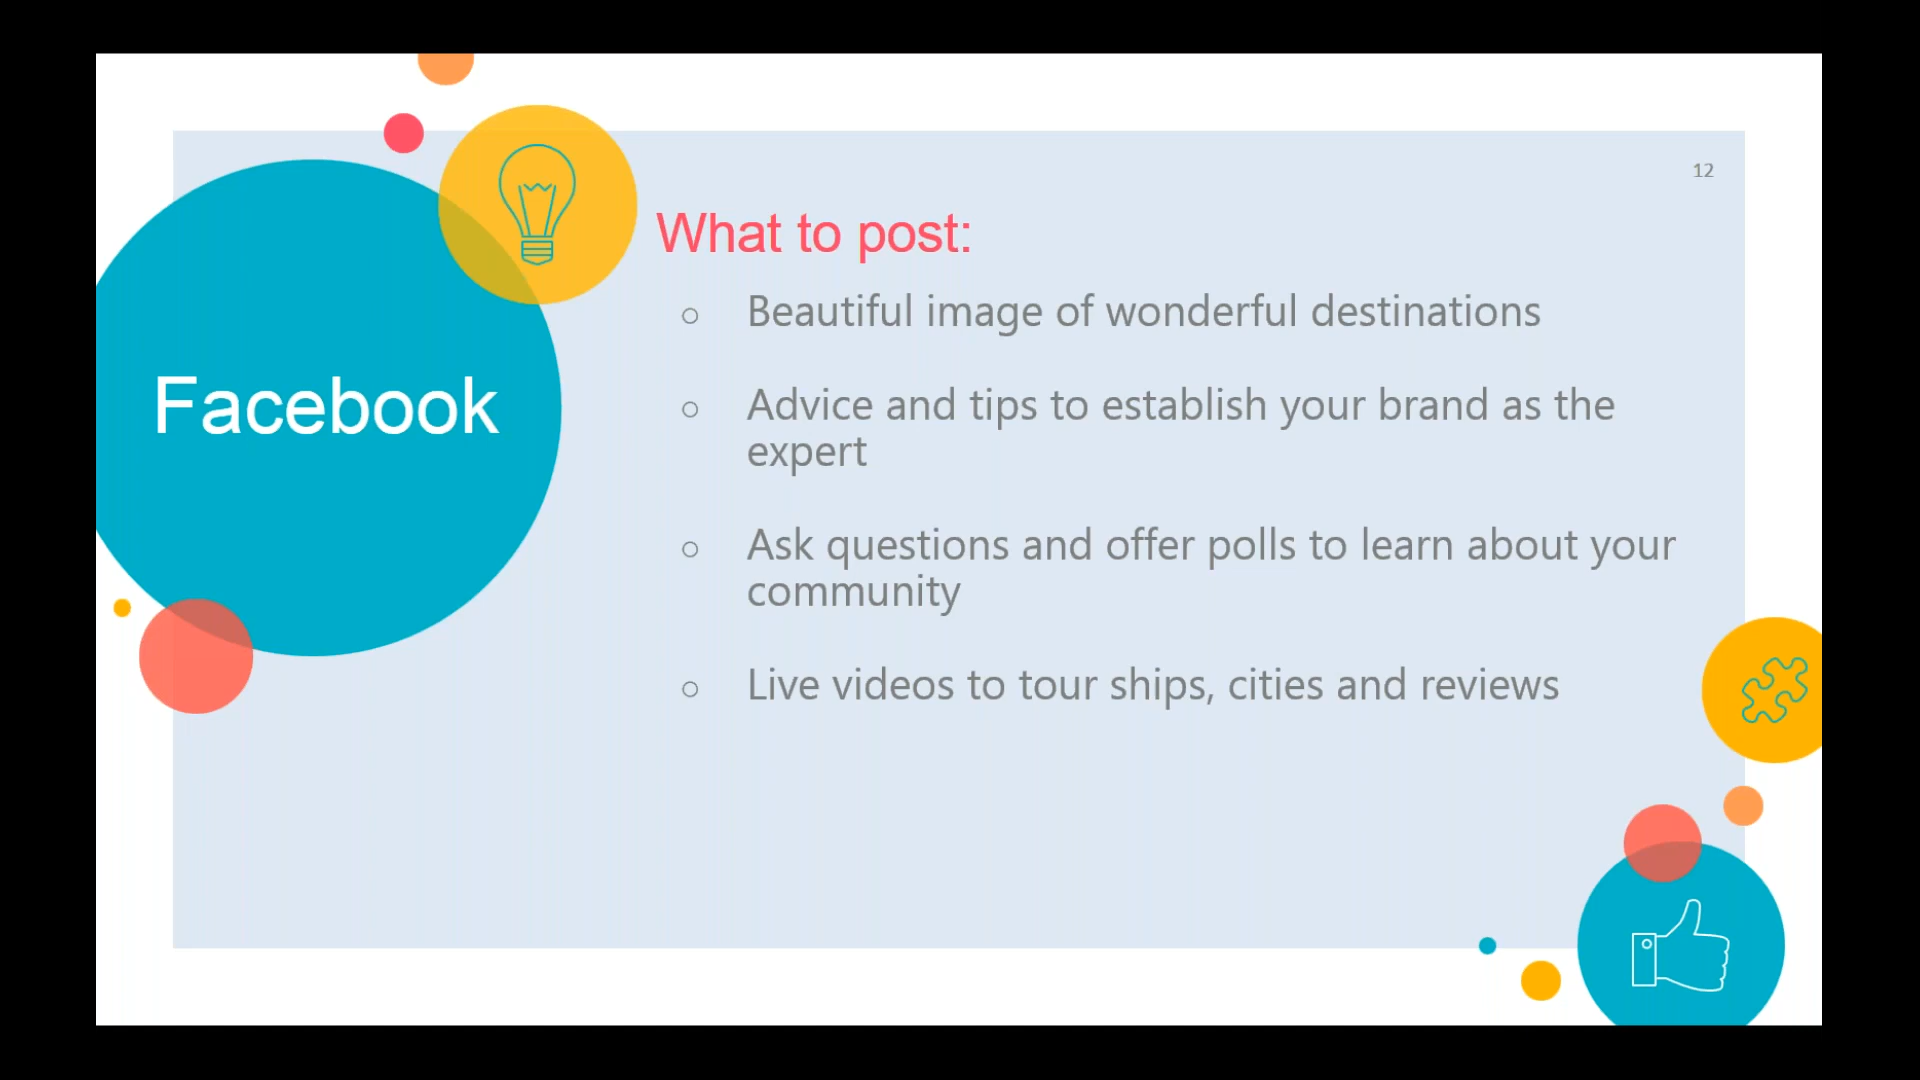 12
Facebook
What to post:
Beautiful image of wonderful destinations
Advice and tips to establish your brand as the
expert
Ask questions and offer polls to learn about your
community
Live videos to tour ships, cities and reviews